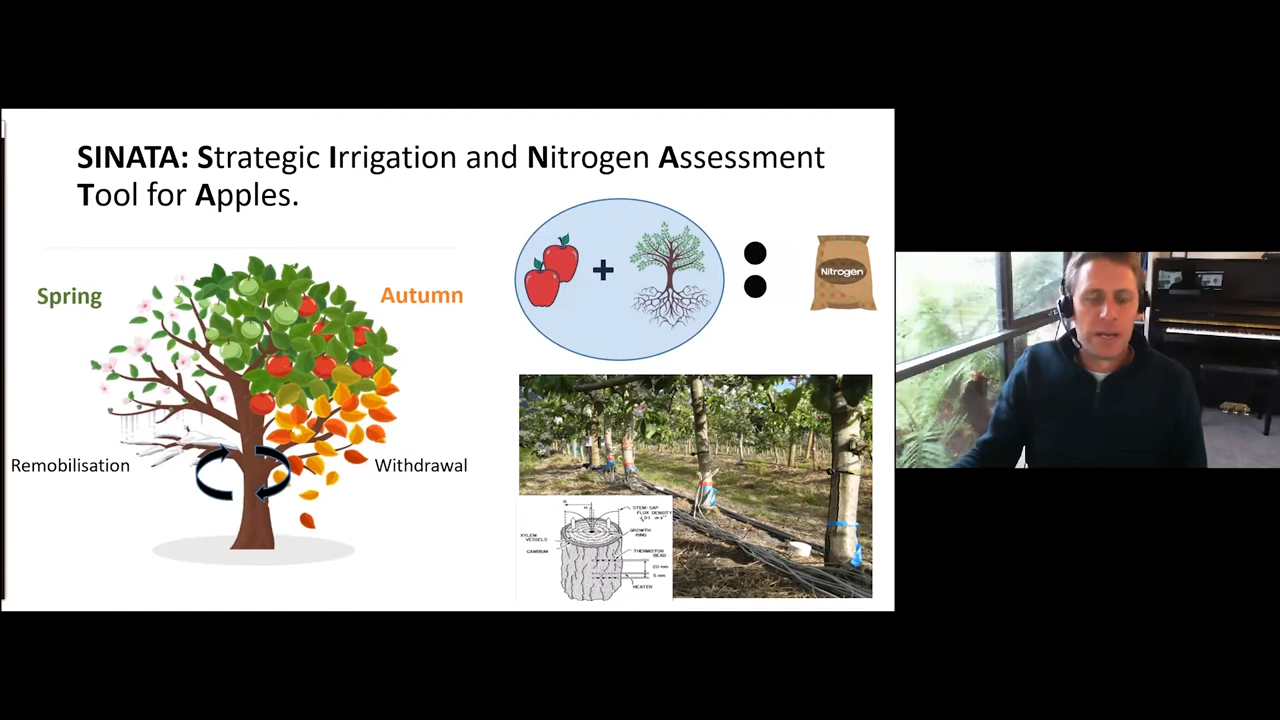 SINATA: Strategic Irrigation and Nitrogen Assessment
Tool for Apples.
Spring
Autumn
Nitrogen
Remobilisation
Withdrawal
R
H
STEM-SAP
FLUX DENSITY
XYLEM
VESSELS
GROWTH
RING
CAMBIUM
THERMISTOR
BEAD
20 mm
5 mm
HEATER